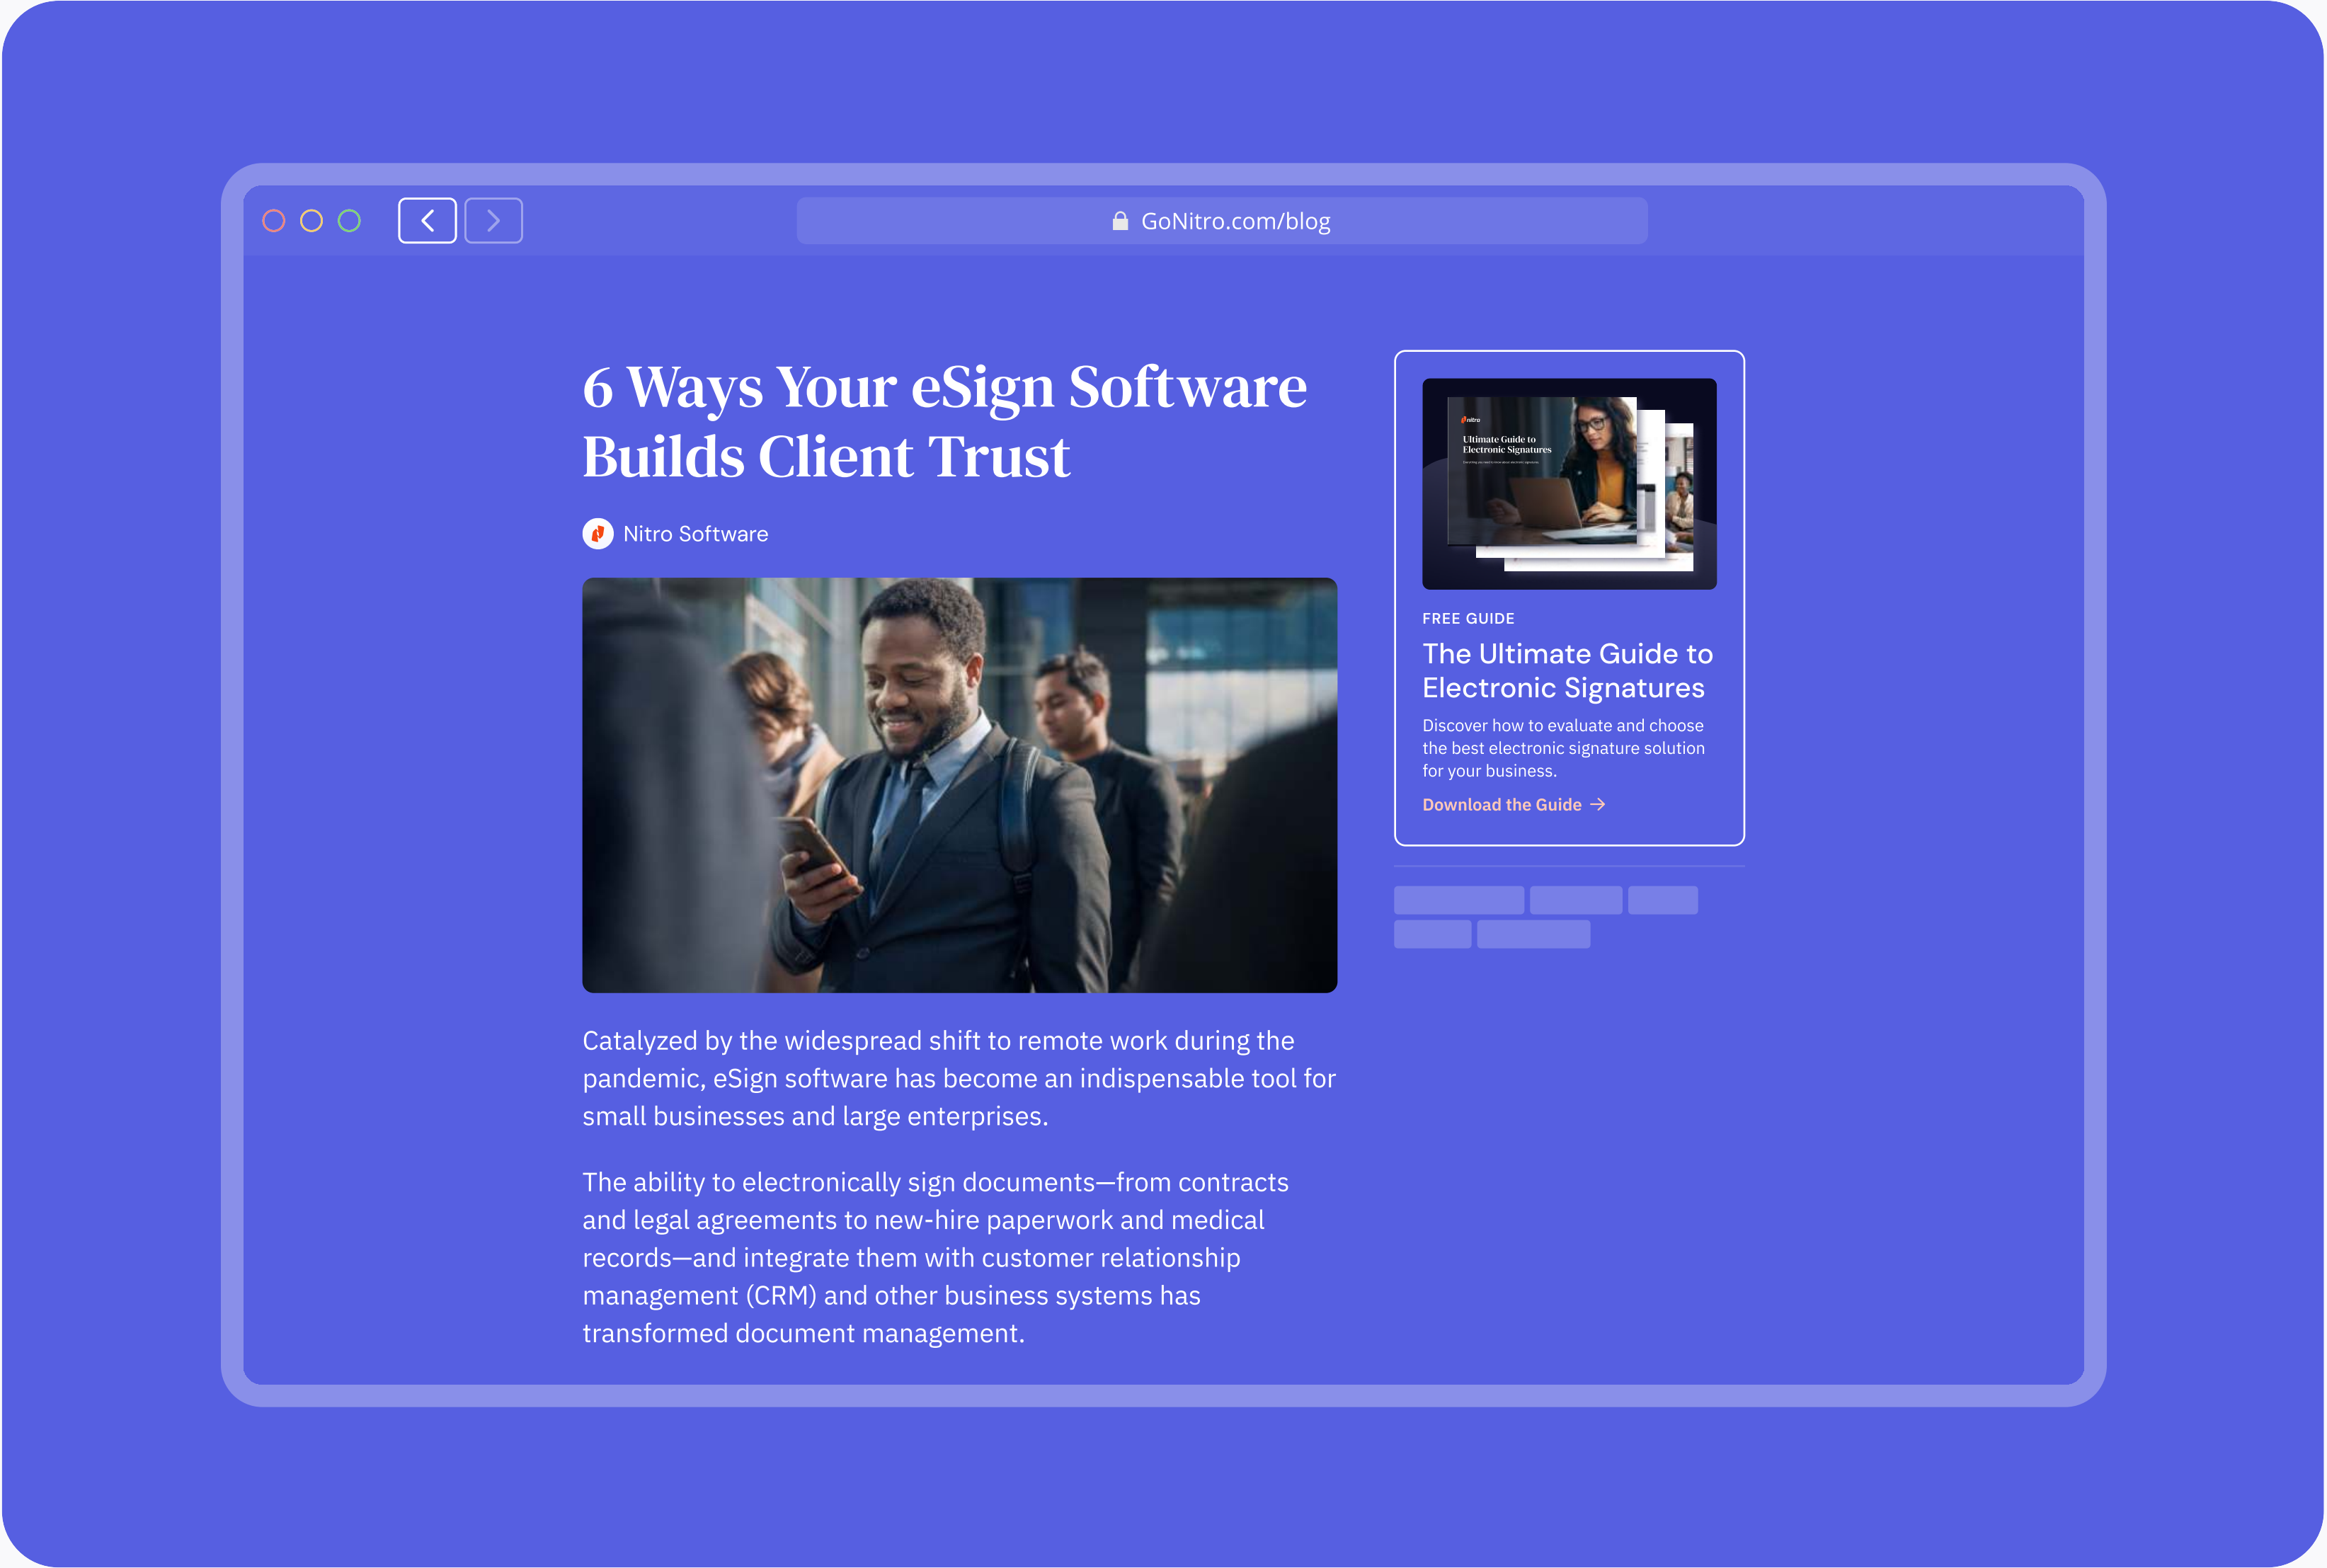 GoNitro.com/blog
6 Ways Your eSign Software
Builds Client Trust
Nitro Software
Catalyzed by the widespread shift to remote work during the
pandemic, eSign software has become an indispensable tool for
small businesses and large enterprises.
The ability to electronically sign documents—from contracts
and legal agreements to new-hire paperwork and medical
records—and integrate them with customer relationship
management (CRM) and other business systems has
transformed document management.
nitro
Ultimate Guide to
Electronic Signatures
FREE GUIDE
The Ultimate Guide to
Electronic Signatures
Discover how to evaluate and choose
the best electronic signature solution
for your business.
Download the Guide →